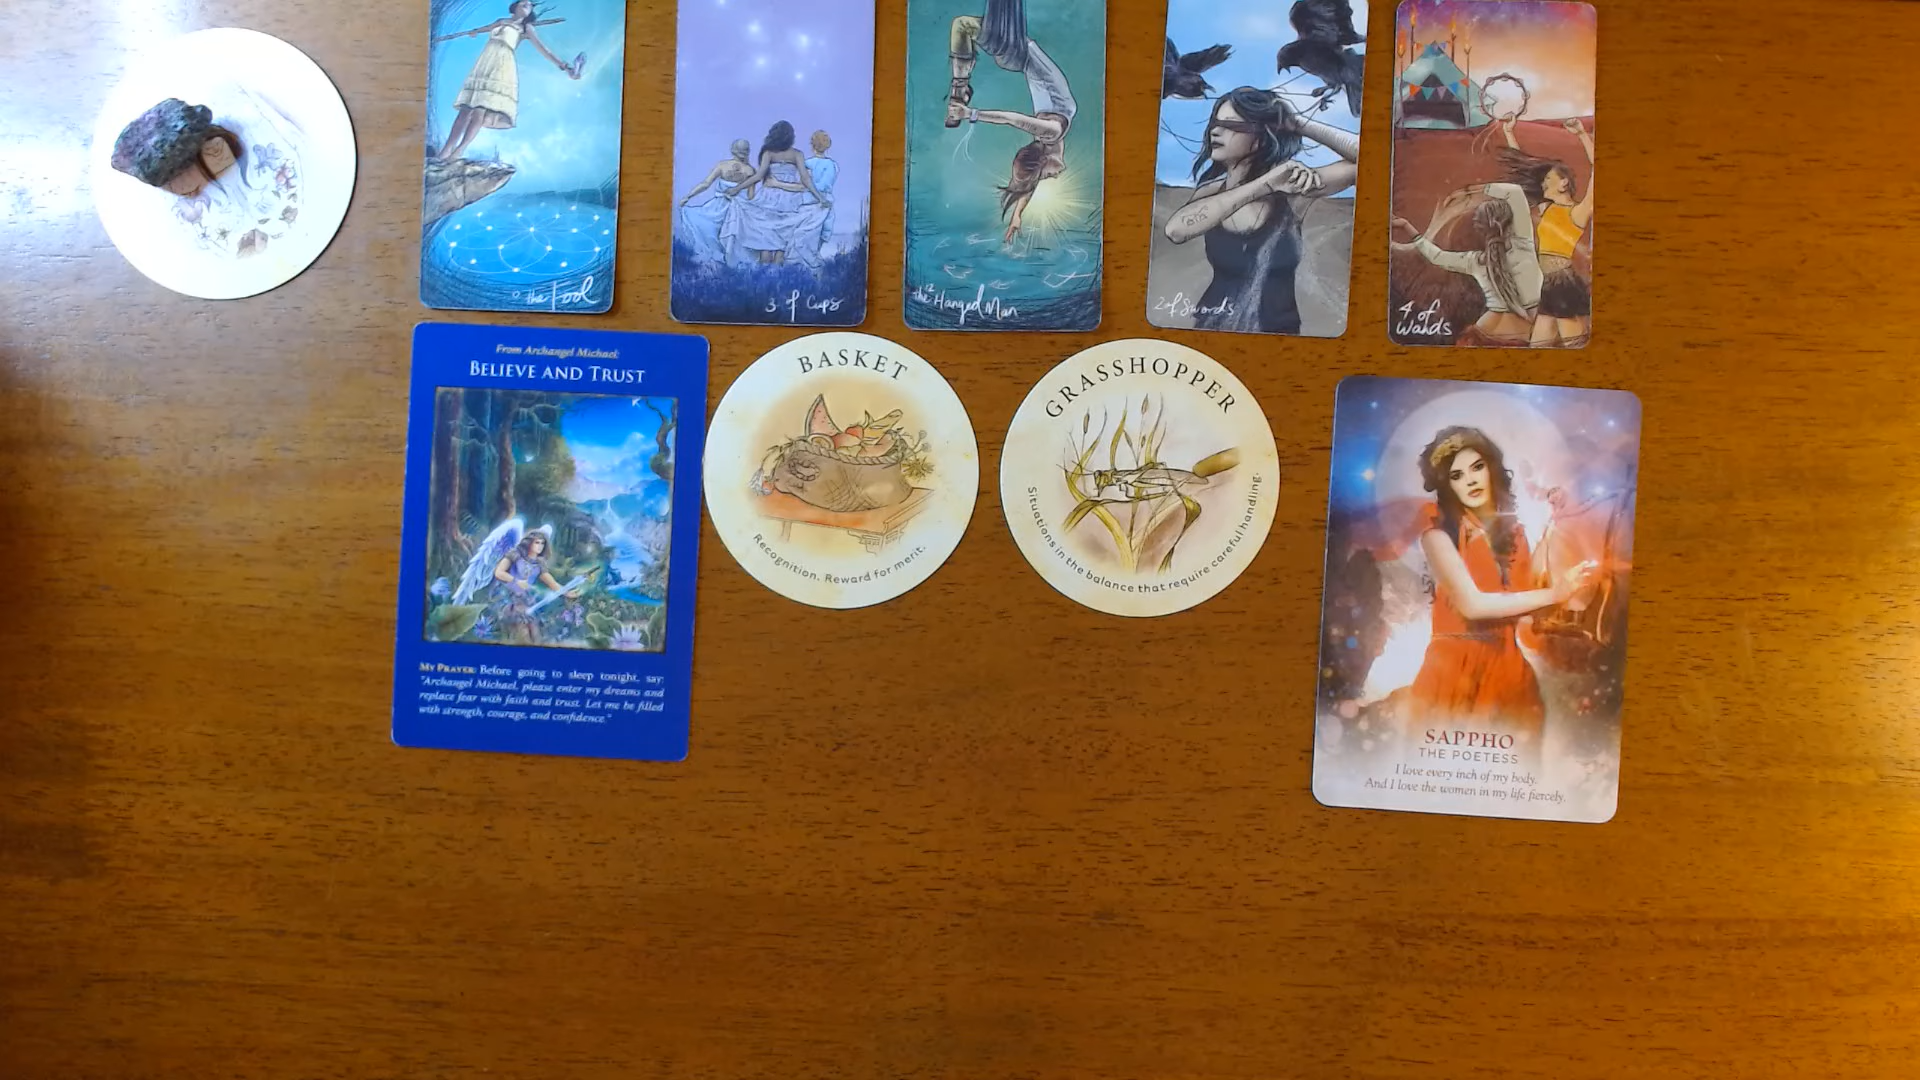 0 the Fool
3 of Cups
the 12 Hanged Man
2 of Swords
4 of
Wands
From Archangel Michael:
BELIEVE AND TRUST
MY PRAYER: Before going to sleep tonight, say:
"Archangel Michael, please enter my dreams and
replace fear with faith and trust. Let me be filled
with strength, courage, and confidence."
BASKET
Recognition. Reward for merit.
GRASSHOPPER
Situations in the balance that require careful handling.
SAPPHO
THE POETESS
I love every inch of my body.
And I love the women in my life fiercely.